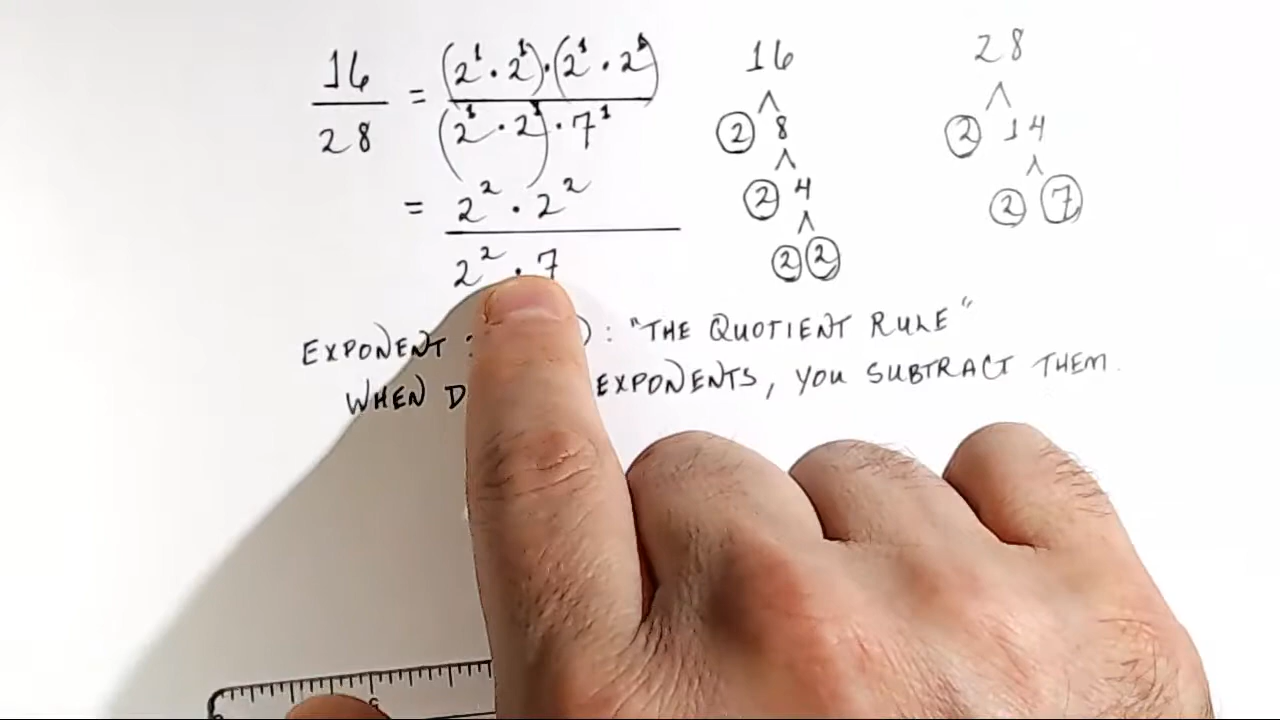 16/28 = (2¹ · 2¹) · (2¹ · 2¹) / (2¹ · 2¹) · 7¹
= 2² · 2² / 2² · 7
16
2 8
2 4
2 2
28
2 14
2 7
EXPONENT : ) : "THE QUOTIENT RULE"
WHEN D EXPONENTS, YOU SUBTRACT THEM.